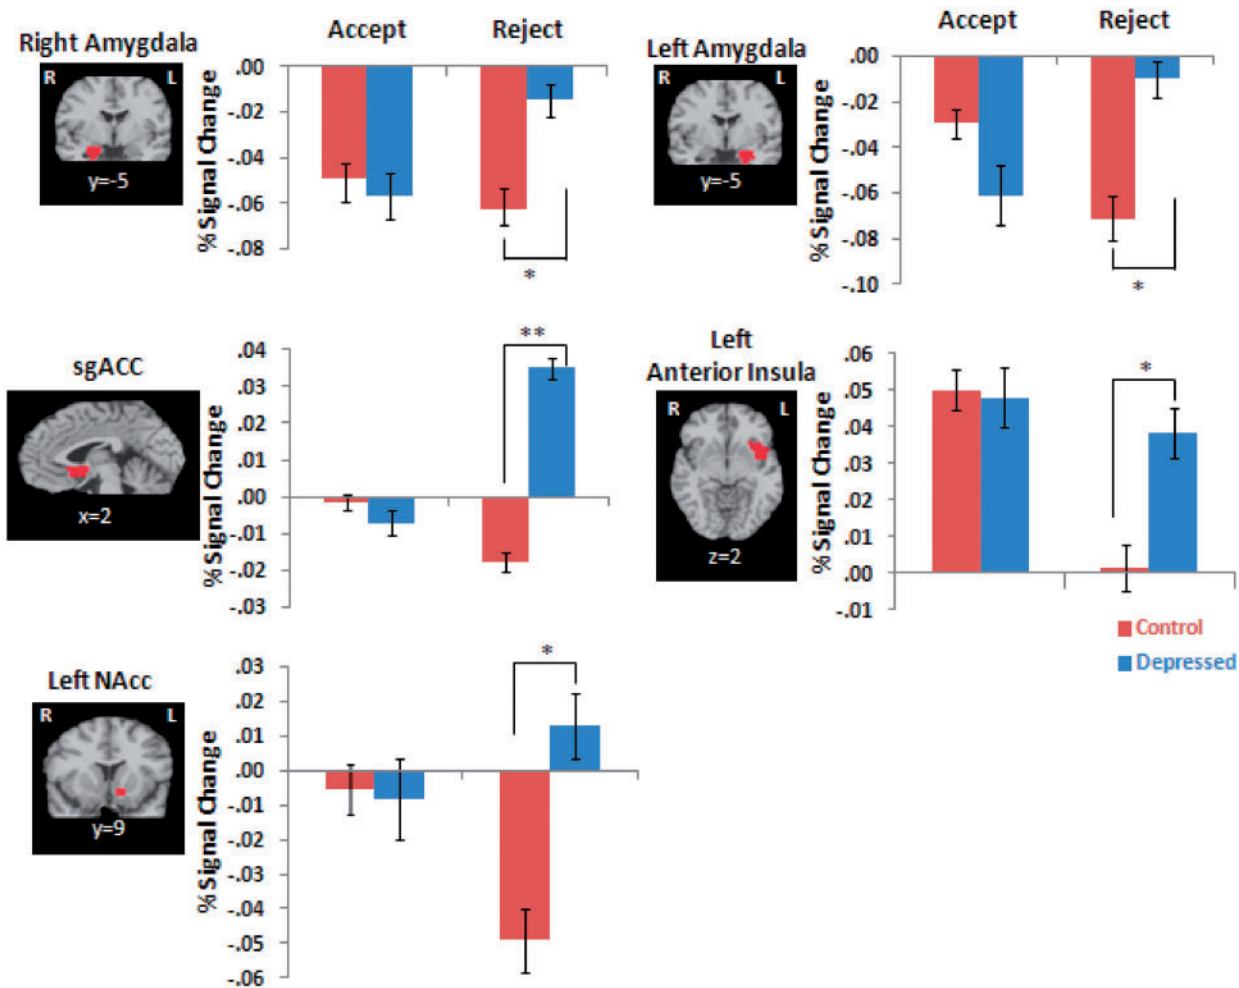 Accept Reject
Right Amygdala
R L
y=-5
% Signal Change
.00
-.02
-.04
-.06
-.08
*
Accept Reject
Left Amygdala
R L
y=-5
% Signal Change
.00
-.02
-.04
-.06
-.08
-.10
*
sgACC
x=2
% Signal Change
.04
.03
.02
.01
.00
-.01
-.02
-.03
**
Left
Anterior Insula
R L
z=2
% Signal Change
.06
.05
.04
.03
.02
.01
.00
-.01
*
Control
Depressed
Left NAcc
R L
y=9
% Signal Change
.03
.02
.01
.00
-.01
-.02
-.03
-.04
-.05
-.06
*